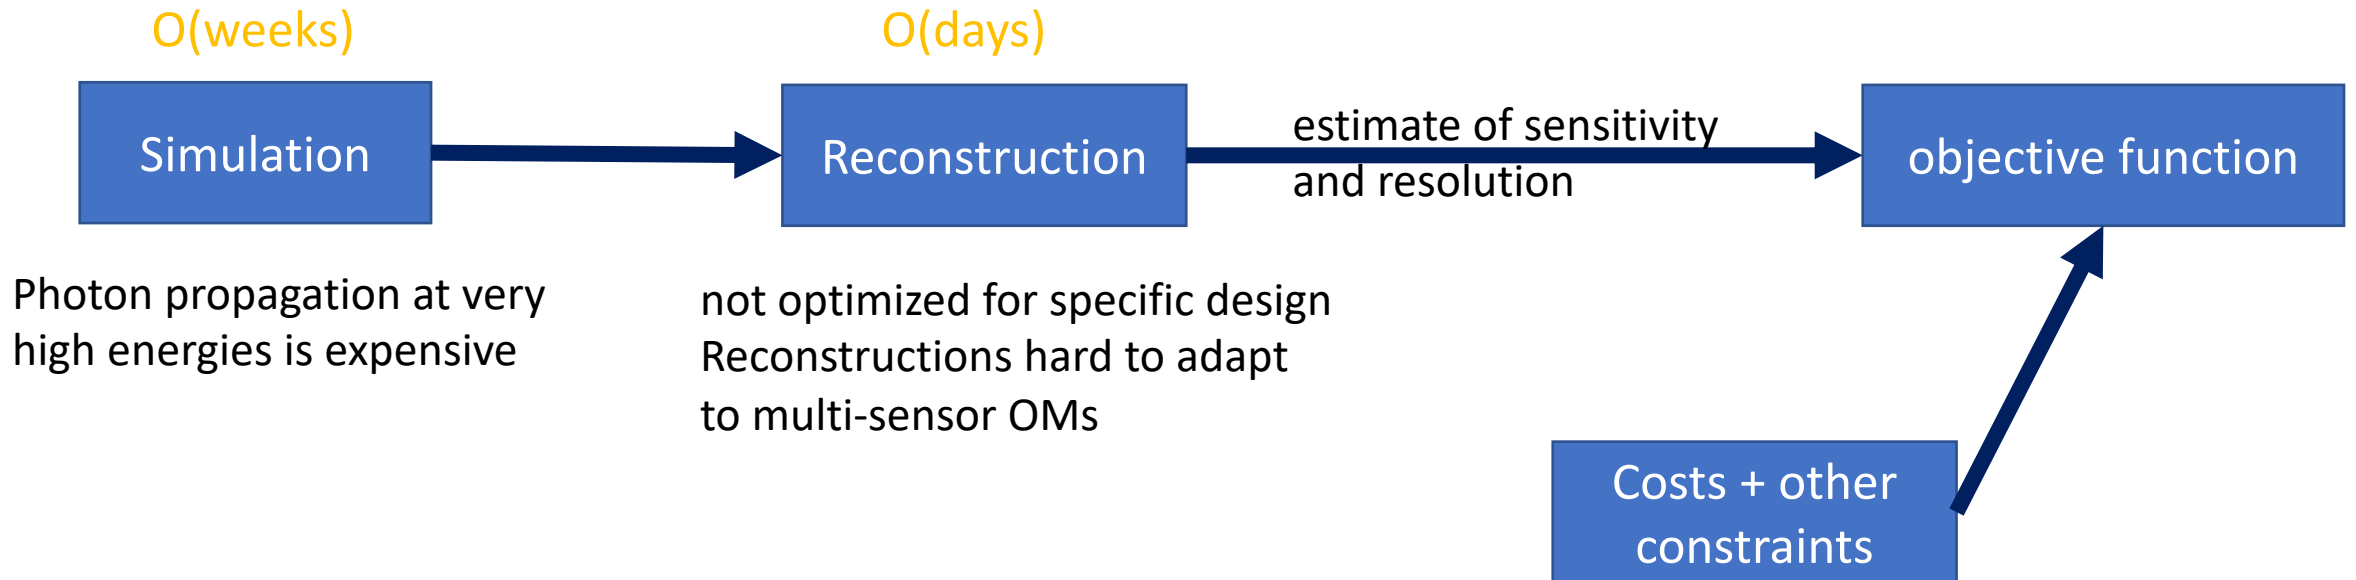 O(weeks)
O(days)
Simulation
Reconstruction
estimate of sensitivity
and resolution
objective function
Photon propagation at very
high energies is expensive
not optimized for specific design
Reconstructions hard to adapt
to multi-sensor OMs
Costs + other
constraints